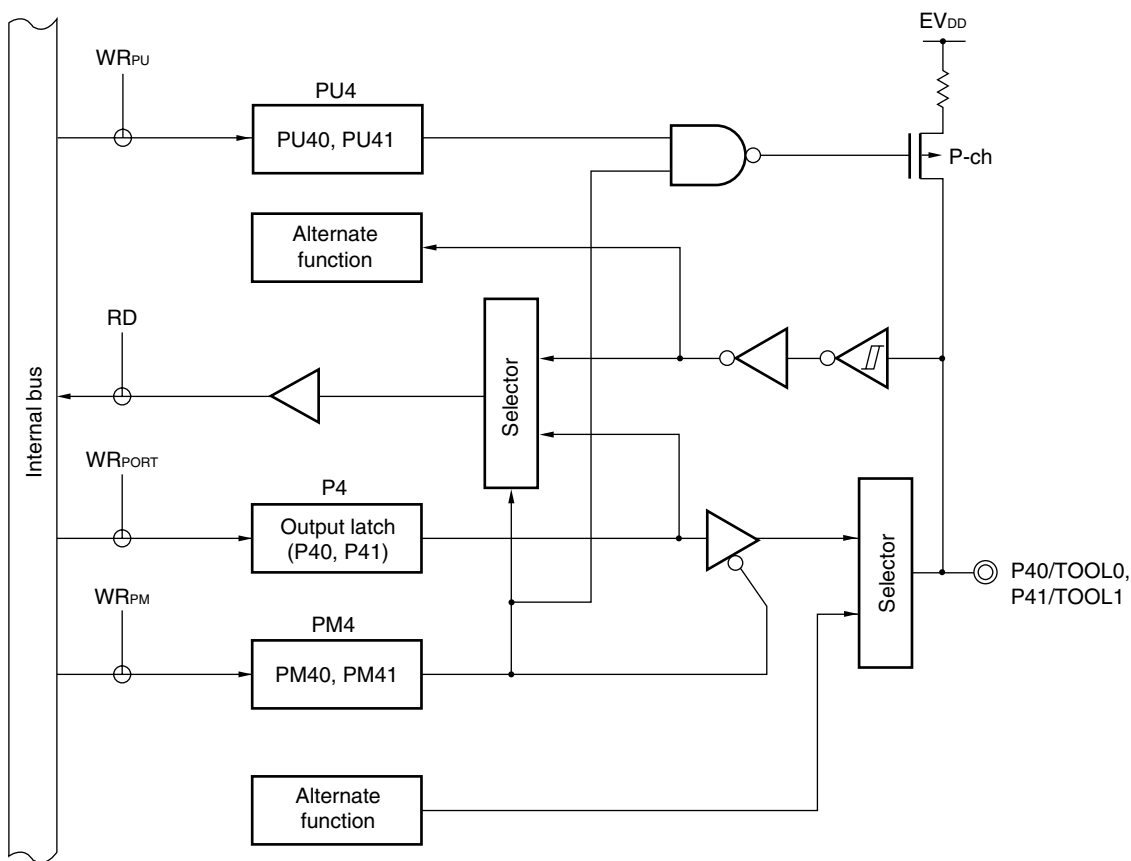 EVDD
WRPU
PU4
PU40, PU41
P-ch
Alternate
function
RD
Selector
Internal bus
WRPORT
P4
Output latch
(P40, P41)
Selector
P40/TOOL0,
P41/TOOL1
WRPM
PM4
PM40, PM41
Alternate
function